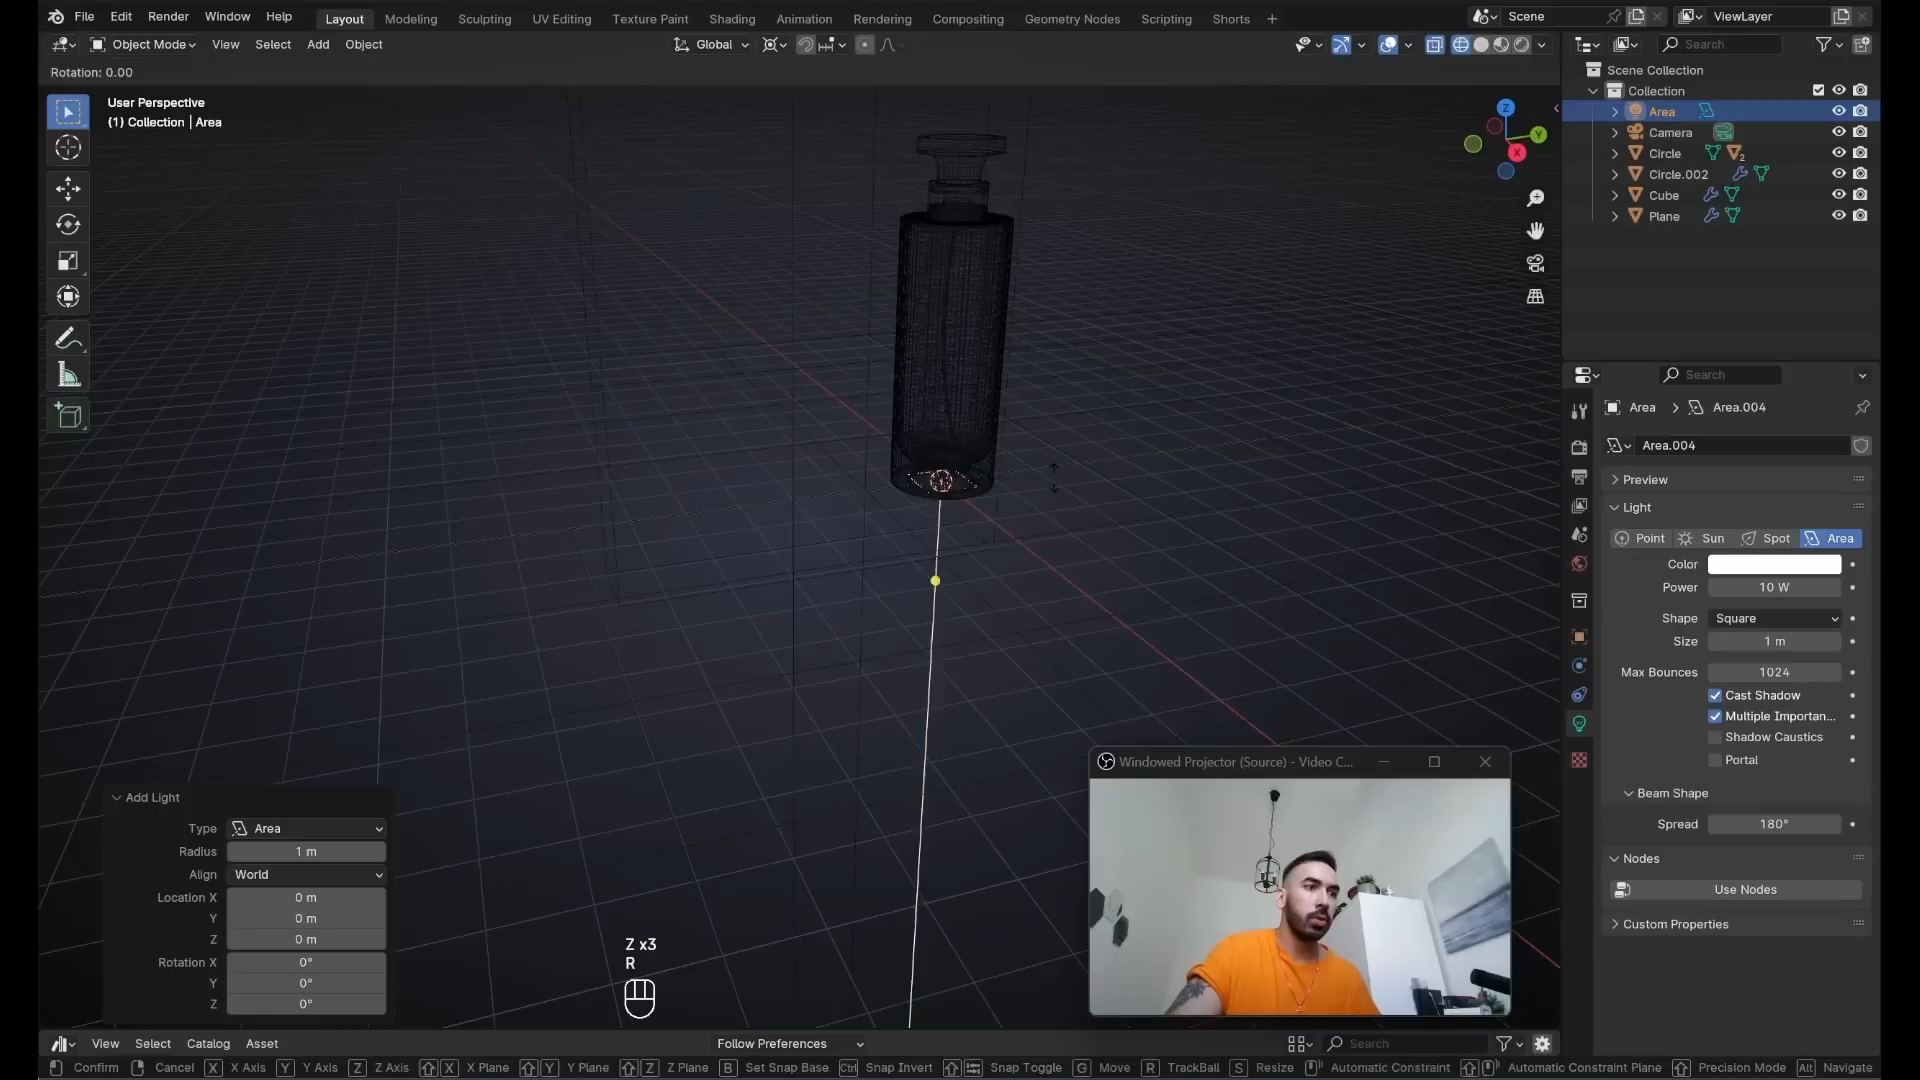 File Edit Render Window Help Layout Modeling Sculpting UV Editing Texture Paint Shading Animation Rendering Compositing Geometry Nodes Scripting Shorts + Scene ViewLayer
Object Mode View Select Add Object Global Search
Rotation: 0.00
User Perspective
(1) Collection | Area
Z
Y
X
Scene Collection
Collection
Area
Camera
Circle 2
Circle.002
Cube
Plane
Search
Area > Area.004
Area.004
Preview
Light
Point Sun Spot Area
Color
Power 10 W
Shape Square
Size 1 m
Max Bounces 1024
Cast Shadow
Multiple Importan...
Shadow Caustics
Portal
Beam Shape
Spread 180°
Nodes
Use Nodes
Custom Properties
Windowed Projector (Source) - Video C...
Add Light
Type Area
Radius 1 m
Align World
Location X 0 m
Y 0 m
Z 0 m
Rotation X 0°
Y 0°
Z 0°
Z x3
R
View Select Catalog Asset Follow Preferences Search
Confirm Cancel X X Axis Y Y Axis Z Z Axis X X Plane Y Y Plane Z Z Plane B Set Snap Base Ctrl Snap Invert Snap Toggle G Move R TrackBall S Resize Automatic Constraint Automatic Constraint Plane Precision Mode Alt Navigate